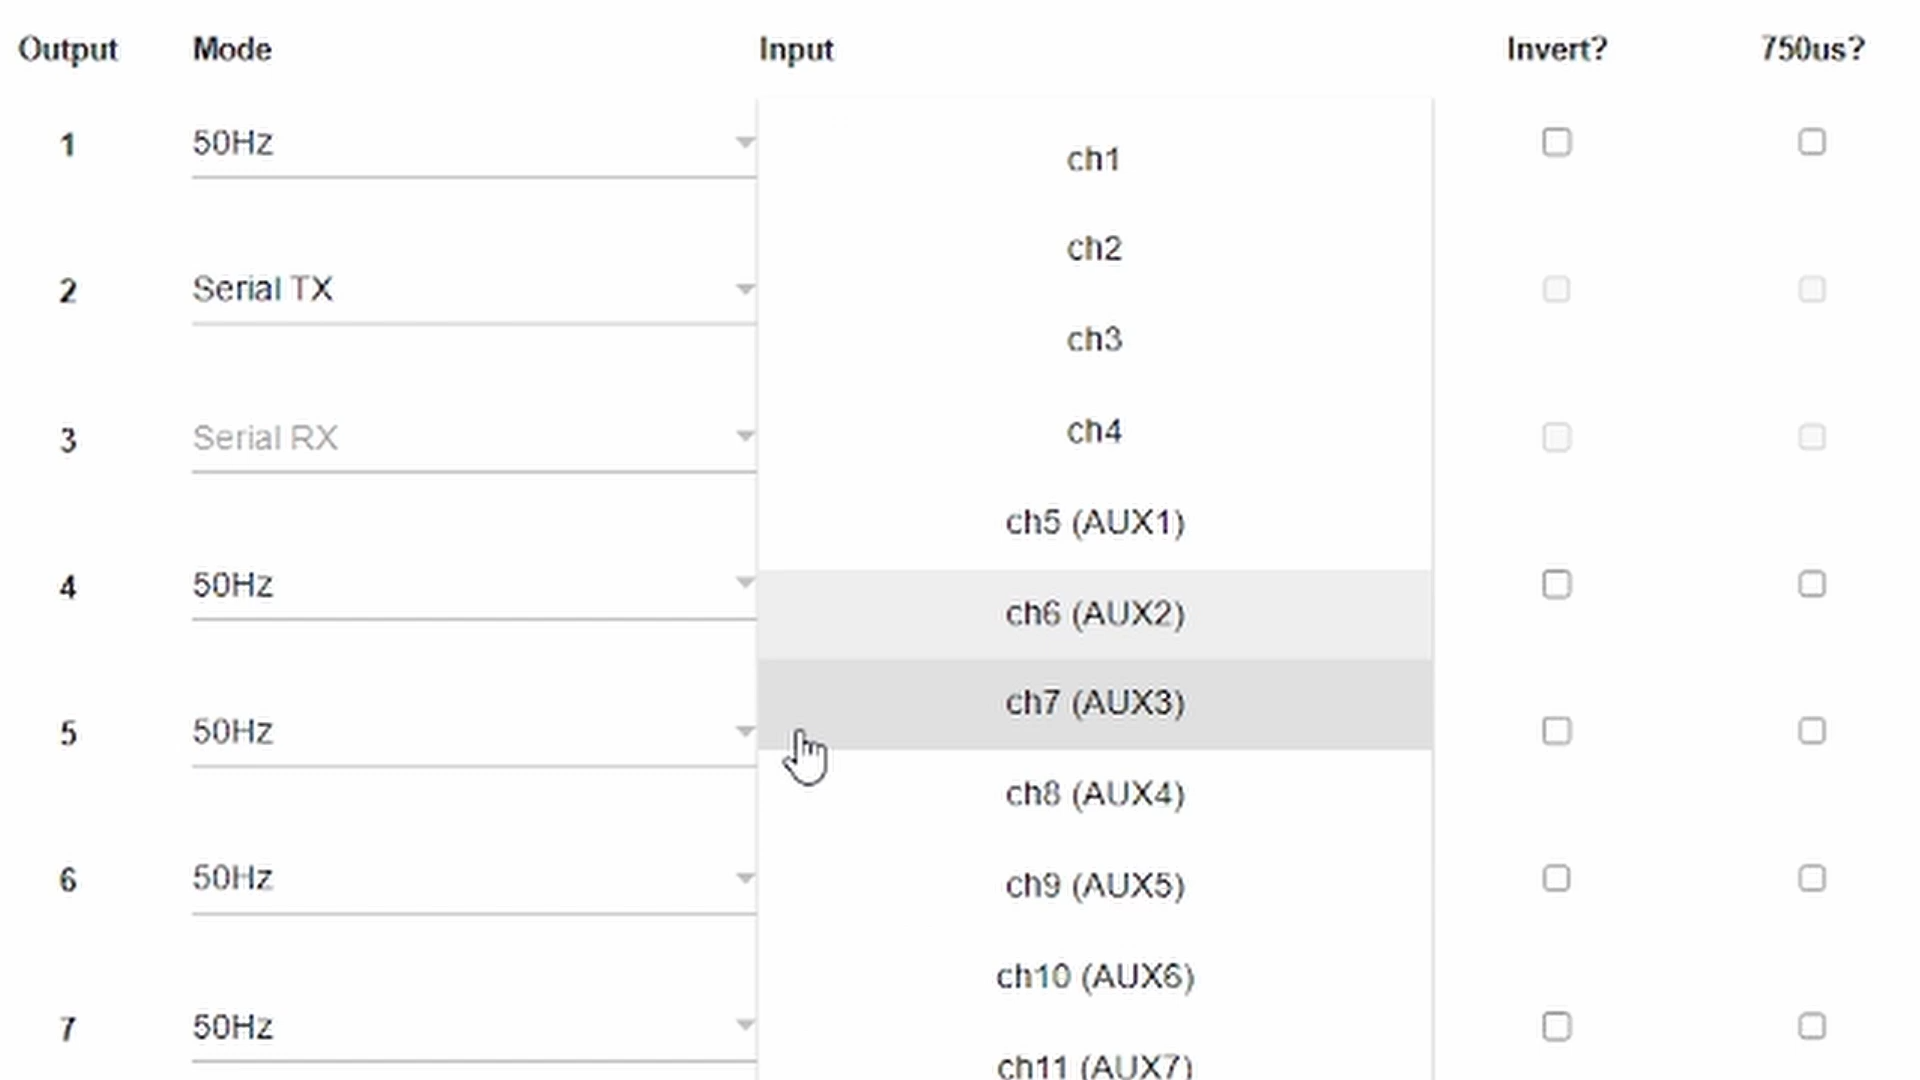 Output Mode Input Invert? 750us?
1 50Hz
ch1
ch2
2 Serial TX
ch3
3 Serial RX
ch4
ch5 (AUX1)
4 50Hz
ch6 (AUX2)
ch7 (AUX3)
5 50Hz
ch8 (AUX4)
6 50Hz
ch9 (AUX5)
ch10 (AUX6)
7 50Hz
ch11 (AUX7)